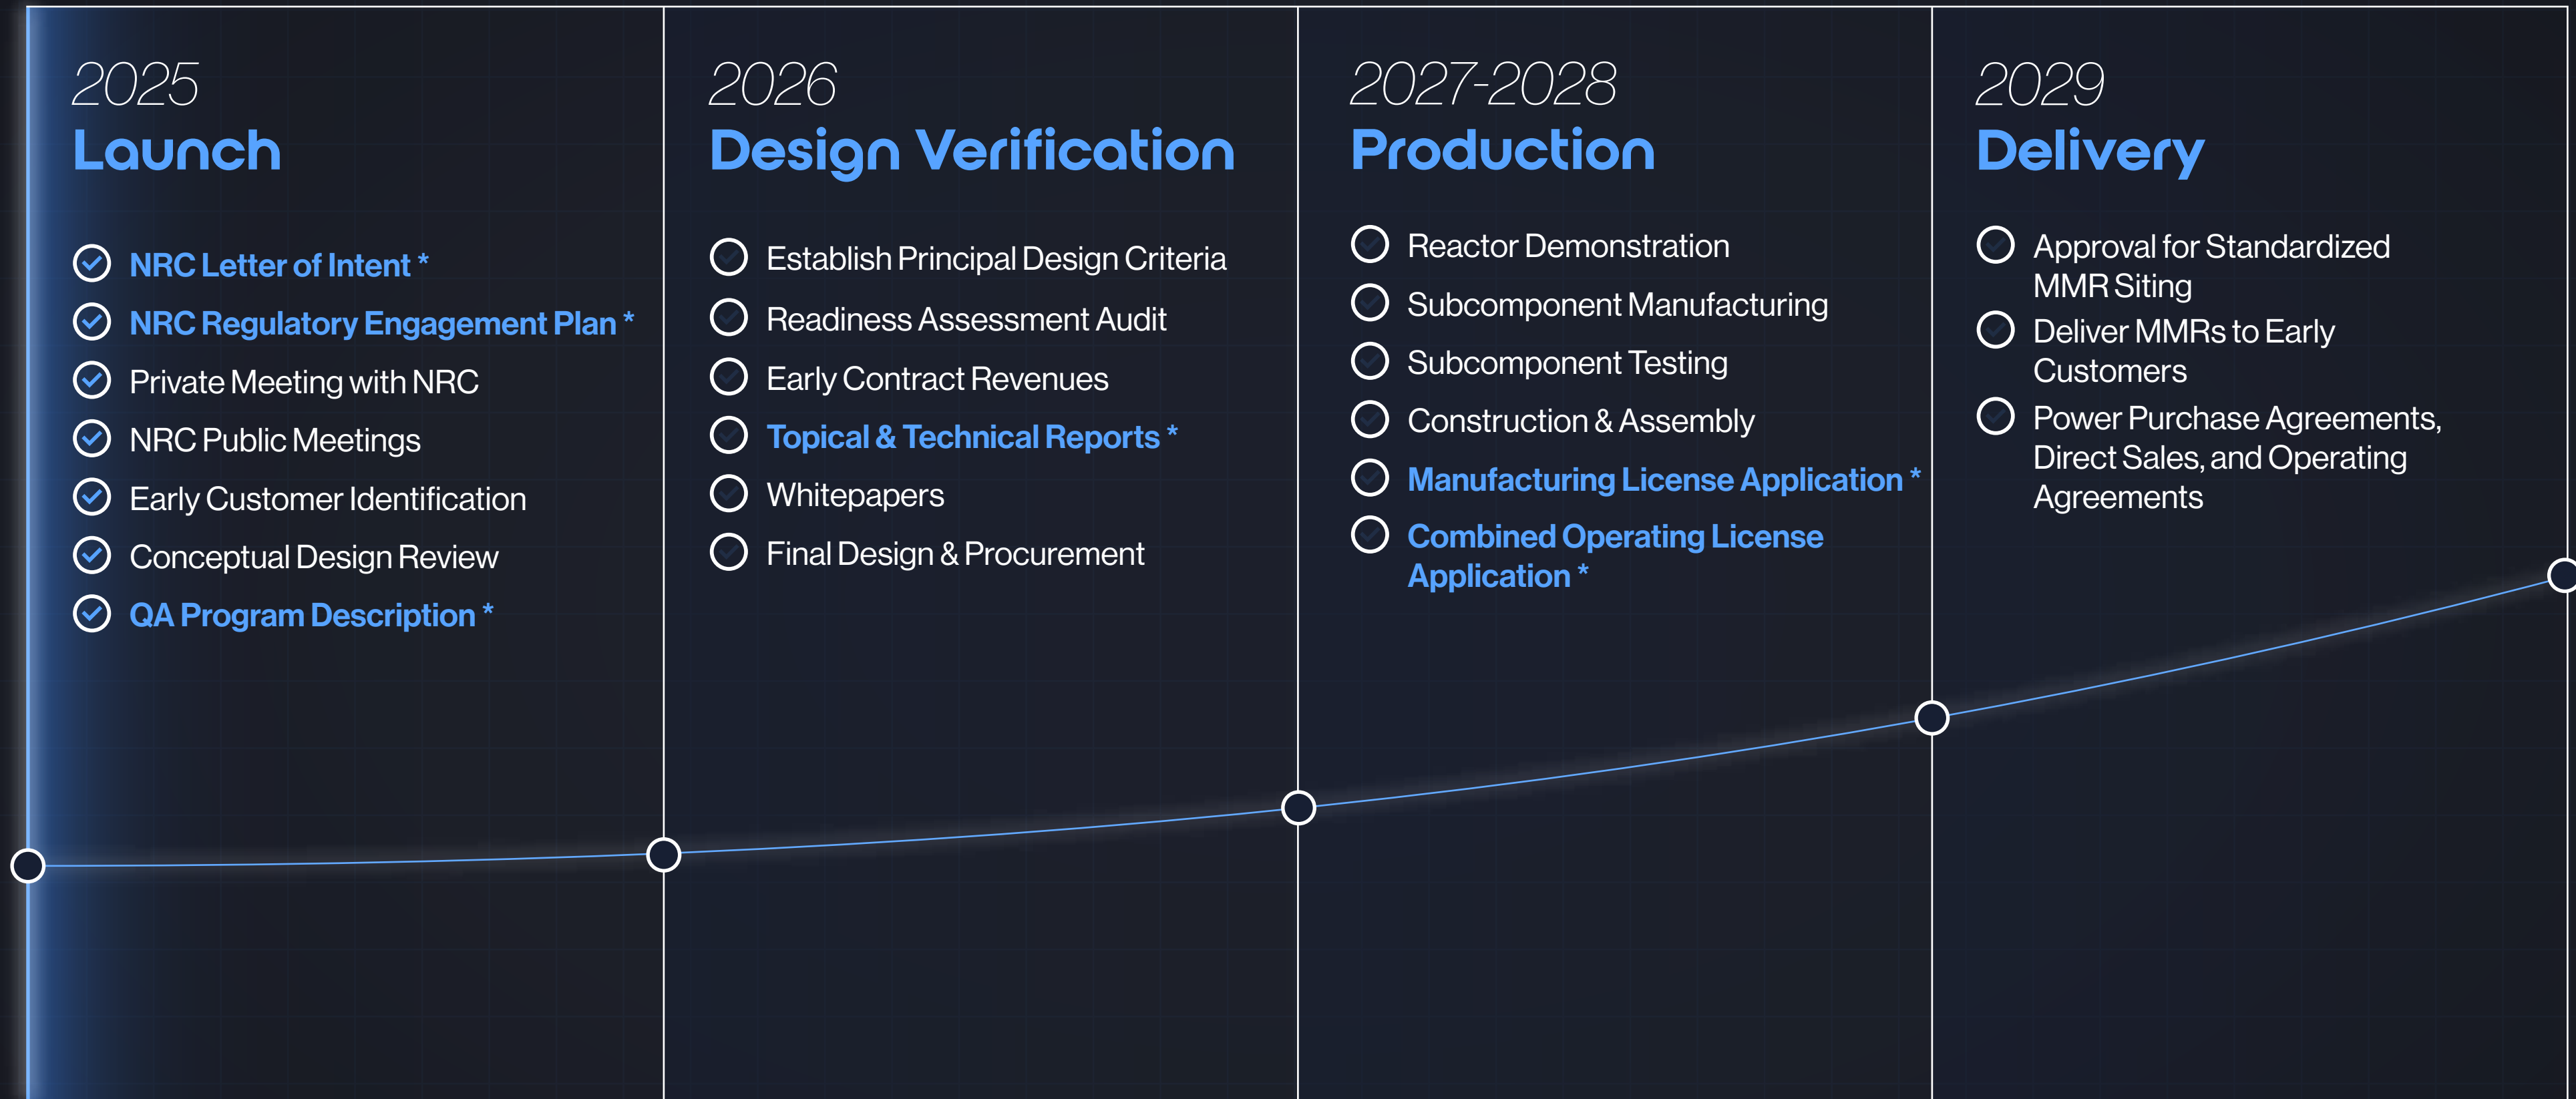 2025
Launch
NRC Letter of Intent *
NRC Regulatory Engagement Plan *
Private Meeting with NRC
NRC Public Meetings
Early Customer Identification
Conceptual Design Review
QA Program Description *
2026
Design Verification
Establish Principal Design Criteria
Readiness Assessment Audit
Early Contract Revenues
Topical & Technical Reports *
Whitepapers
Final Design & Procurement
2027-2028
Production
Reactor Demonstration
Subcomponent Manufacturing
Subcomponent Testing
Construction & Assembly
Manufacturing License Application *
Combined Operating License
Application *
2029
Delivery
Approval for Standardized
MMR Siting
Deliver MMRs to Early
Customers
Power Purchase Agreements,
Direct Sales, and Operating
Agreements